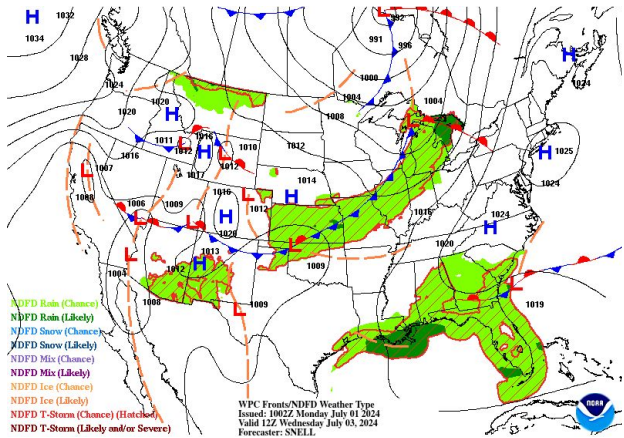 H 1032
1034
1028
1024
992
991
996
1000
1004
1008
H
1024
1020
1020
H
1011
1012
L
1016
H
L
1012
1010
1012
1004
L
1016
1007
L
1008
1017
1014
H
H 1025
1024
1006
L
1009
L
1016
H
1020
L
1012
1016
1024
H
1020
1004
L
1012
1013
H
L
1009
1008
1009
L
L
1019
NDFD Rain (Chance)
NDFD Rain (Likely)
NDFD Snow (Chance)
NDFD Snow (Likely)
NDFD Mix (Chance)
NDFD Mix (Likely)
NDFD Ice (Chance)
NDFD Ice (Likely)
NDFD T-Storm (Chance) (Hatched)
NDFD T-Storm (Likely and/or Severe)
WPC Fronts/NDFD Weather Type
Issued: 1002Z Monday July 01 2024
Valid 12Z Wednesday July 03, 2024
Forecaster: SNELL
NOAA